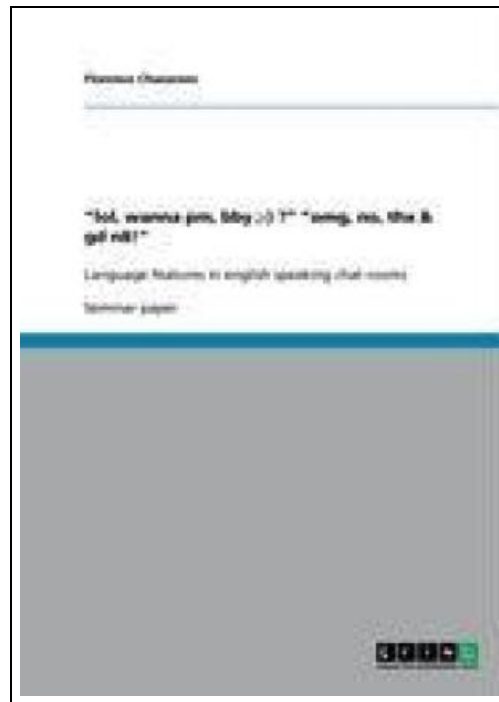 "lol, wanna pm, bby ;-) ?" "omg, no, thx &
gd n8!"
Language features in english speaking chat rooms
Seminar paper
GRIN